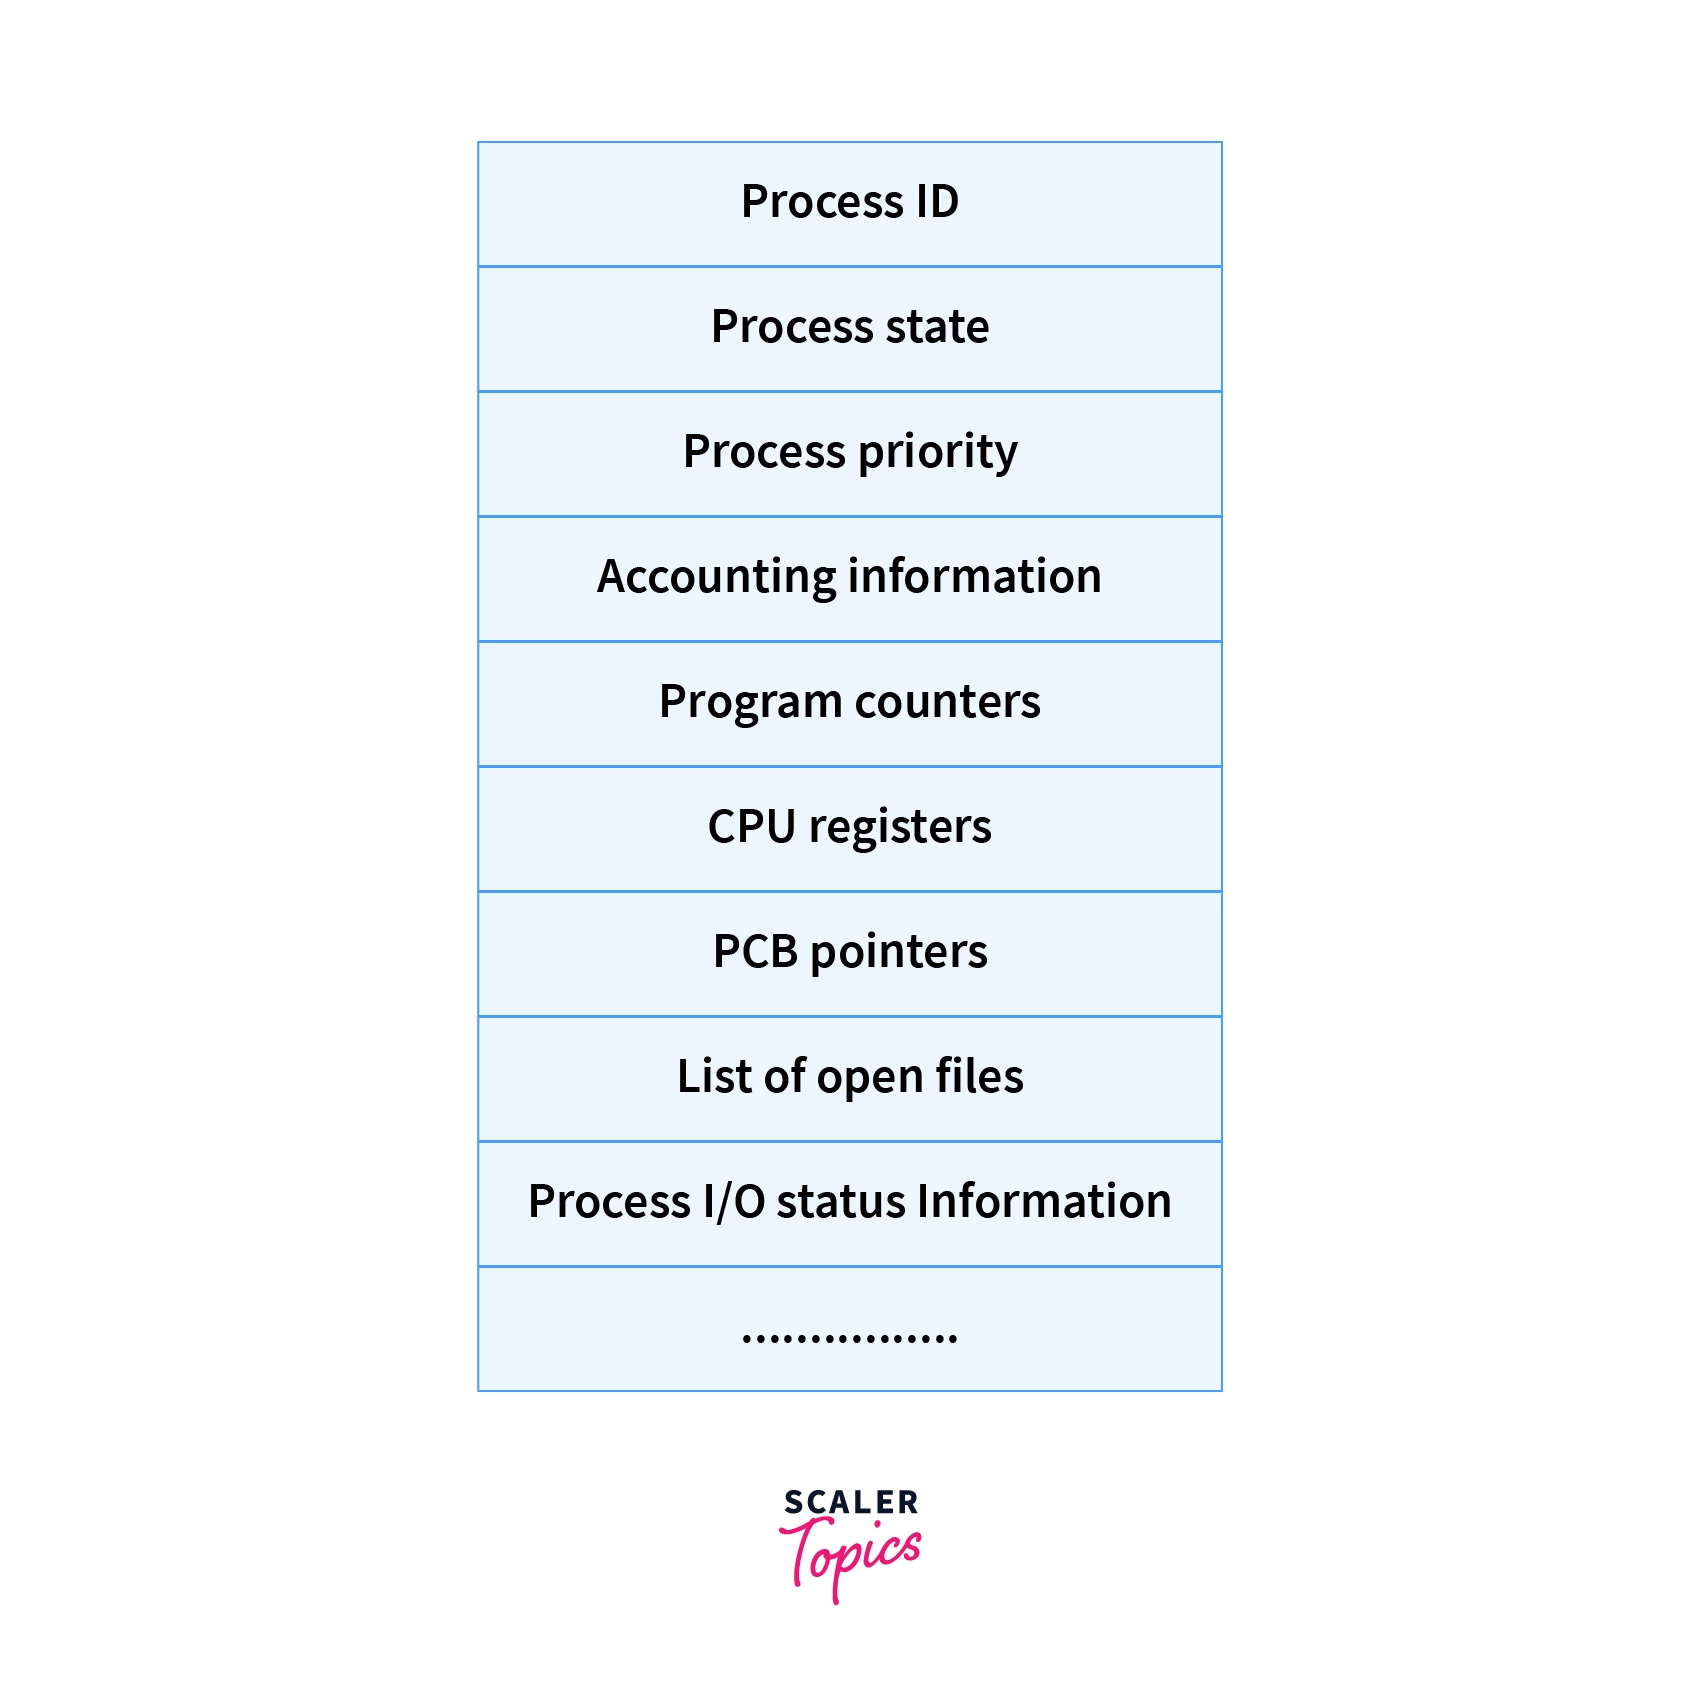 Process ID
Process state
Process priority
Accounting information
Program counters
CPU registers
PCB pointers
List of open files
Process I/O status Information
................
SCALER
Topics